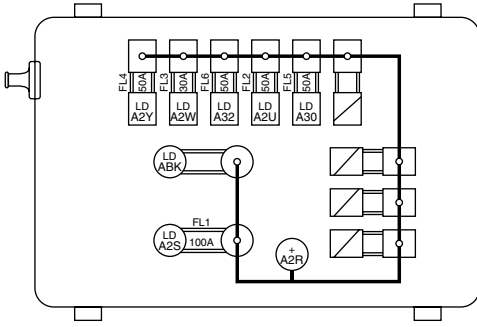 FL4 50A FL3 30A FL6 50A FL2 50A FL5 50A
LD LD LD LD LD
A2Y A2W A32 A2U A30
LD
ABK
FL1
LD
A2S 100A
+
A2R